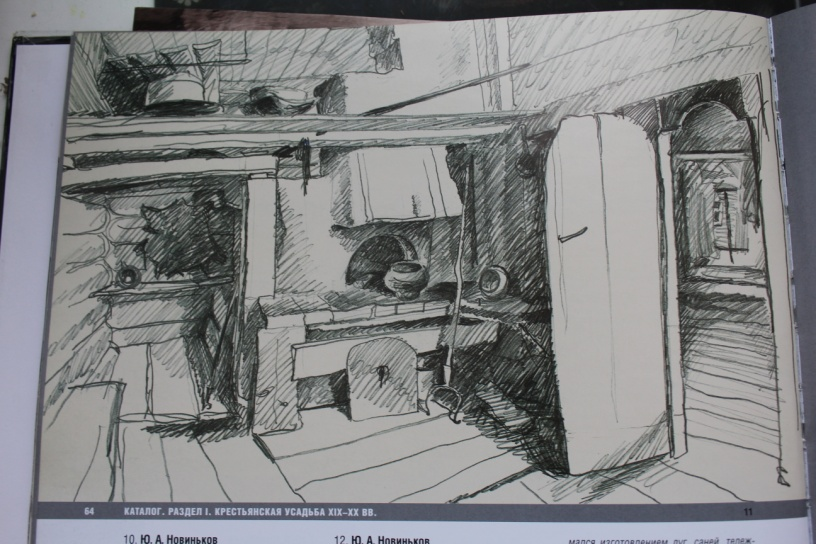 64 КАТАЛОГ. РАЗДЕЛ I. КРЕСТЬЯНСКАЯ УСАДЬБА XIX–XX ВВ. 11
10. Ю. А. Новиньков
12. Ю. А. Новиньков
мался изготовлением дуг, саней, тележ-